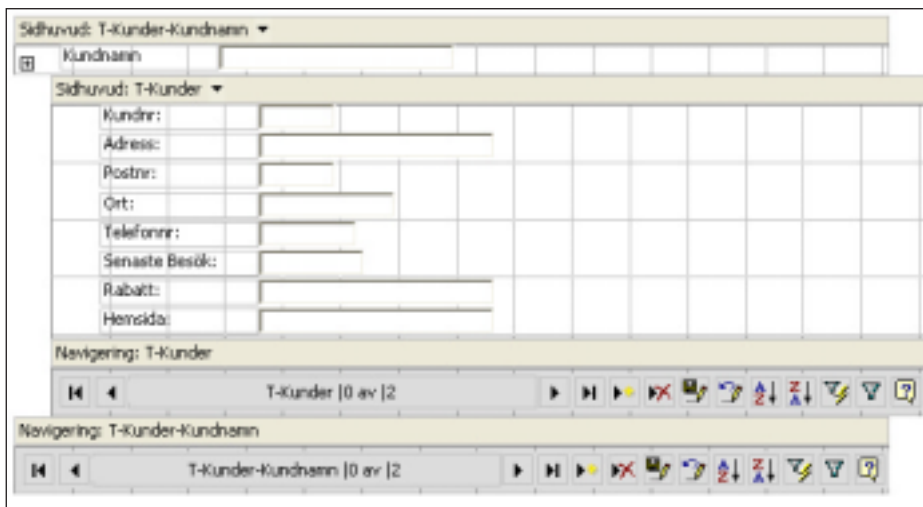 Sidhuvud: T-Kunder-Kundnamn
Kundnamn
Sidhuvud: T-Kunder
Kundnr:
Adress:
Postnr:
Ort:
Telefonnr:
Senaste Besök:
Rabatt:
Hemsida:
Navigering: T-Kunder
T-Kunder |0 av |2
Navigering: T-Kunder-Kundnamn
T-Kunder-Kundnamn |0 av |2